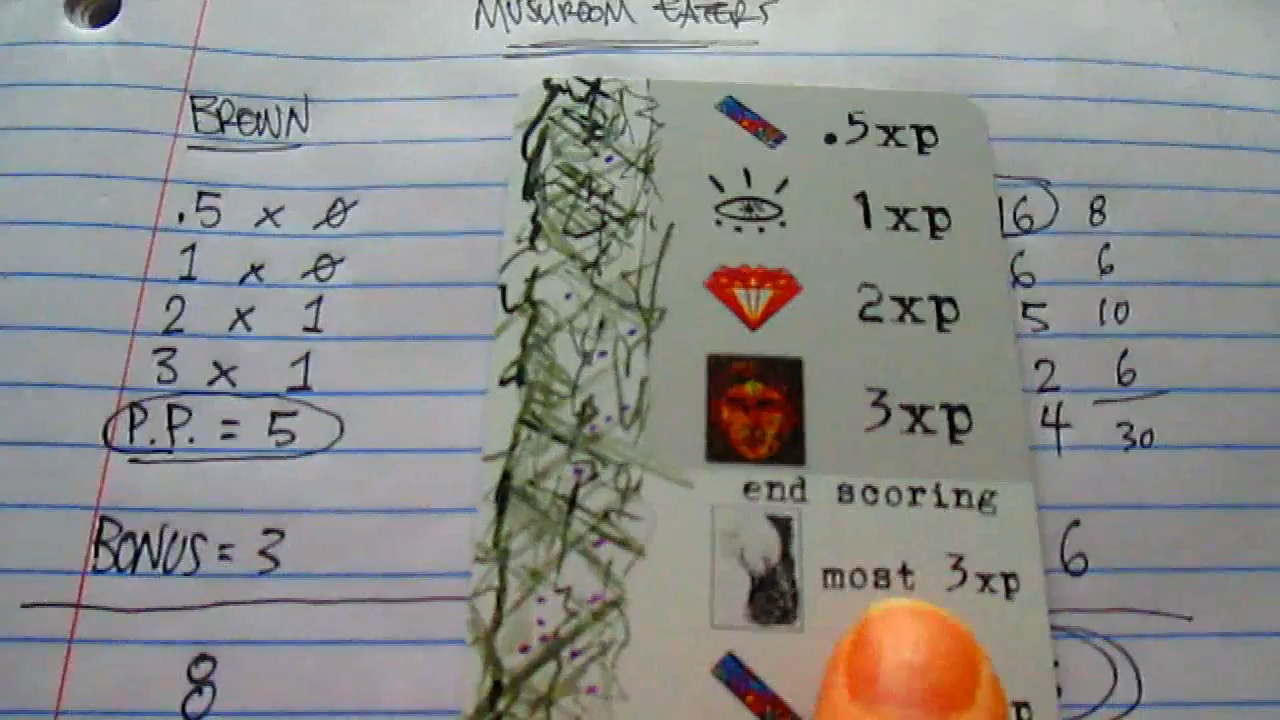 MUSHROOM EATERS
BROWN
.5 x 0
1 x 0
2 x 1
3 x 1
P.P. = 5
BONUS = 3
8
.5xp
1xp
2xp
3xp
end scoring
most 3xp
p
16 8
6 6
5 10
2 6
4 30
6